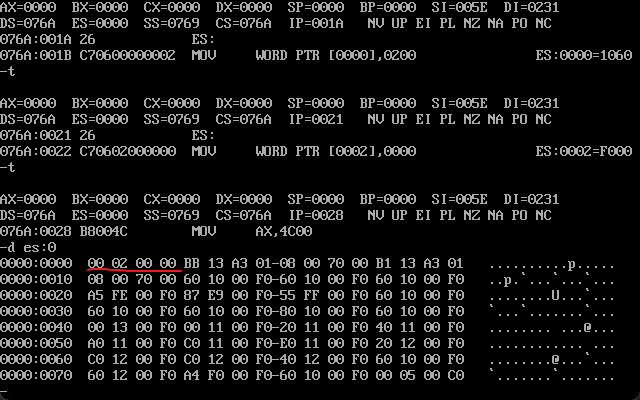 AX=0000 BX=0000 CX=0000 DX=0000 SP=0000 BP=0000 SI=005E DI=0231
DS=076A ES=0000 SS=0769 CS=076A IP=001A NV UP EI PL NZ NA PO NC
076A:001A 26 ES:
076A:001B C70600000002 MOV WORD PTR [0000],0200 ES:0000=1060
-t
AX=0000 BX=0000 CX=0000 DX=0000 SP=0000 BP=0000 SI=005E DI=0231
DS=076A ES=0000 SS=0769 CS=076A IP=0021 NV UP EI PL NZ NA PO NC
076A:0021 26 ES:
076A:0022 C70602000000 MOV WORD PTR [0002],0000 ES:0002=F000
-t
AX=0000 BX=0000 CX=0000 DX=0000 SP=0000 BP=0000 SI=005E DI=0231
DS=076A ES=0000 SS=0769 CS=076A IP=0028 NV UP EI PL NZ NA PO NC
076A:0028 B8004C MOV AX,4C00
-d es:0
0000:0000 00 02 00 00 BB 13 A3 01-08 00 70 00 B1 13 A3 01 ..........p.....
0000:0010 08 00 70 00 60 10 00 F0-60 10 00 F0 60 10 00 F0 ..p.`...`...`...
0000:0020 A5 FE 00 F0 87 E9 00 F0-55 FF 00 F0 60 10 00 F0 ........U...`...
0000:0030 60 10 00 F0 60 10 00 F0-80 10 00 F0 60 10 00 F0 `...`.......`...
0000:0040 00 13 00 F0 00 11 00 F0-20 11 00 F0 40 11 00 F0 ........ ...@...
0000:0050 A0 11 00 F0 C0 11 00 F0-E0 11 00 F0 20 12 00 F0 ............ ...
0000:0060 C0 12 00 F0 C0 12 00 F0-40 12 00 F0 60 10 00 F0 ........@...`...
0000:0070 60 12 00 F0 A4 F0 00 F0-60 10 00 F0 00 05 00 C0 `.......`.......
-